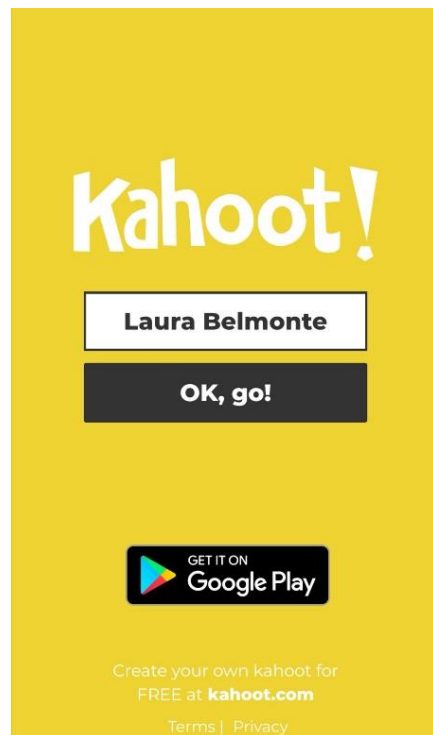 Kahoot!
Laura Belmonte
OK, go!
GET IT ON
Google Play
Create your own kahoot for
FREE at kahoot.com
Terms | Privacy